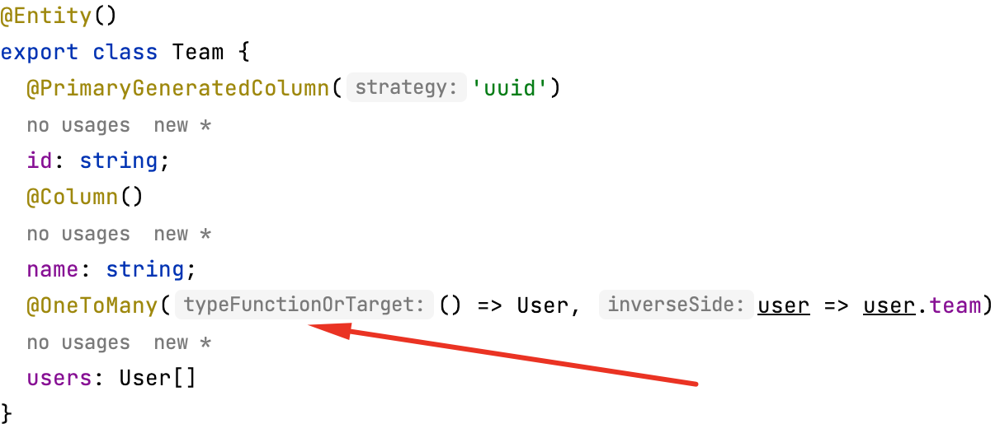 @Entity()
export class Team {
@PrimaryGeneratedColumn( strategy: 'uuid')
no usages new *
id: string;
@Column()
no usages new *
name: string;
@OneToMany( typeFunctionOrTarget: () => User, inverseSide: user => user.team)
no usages new *
users: User[]
}